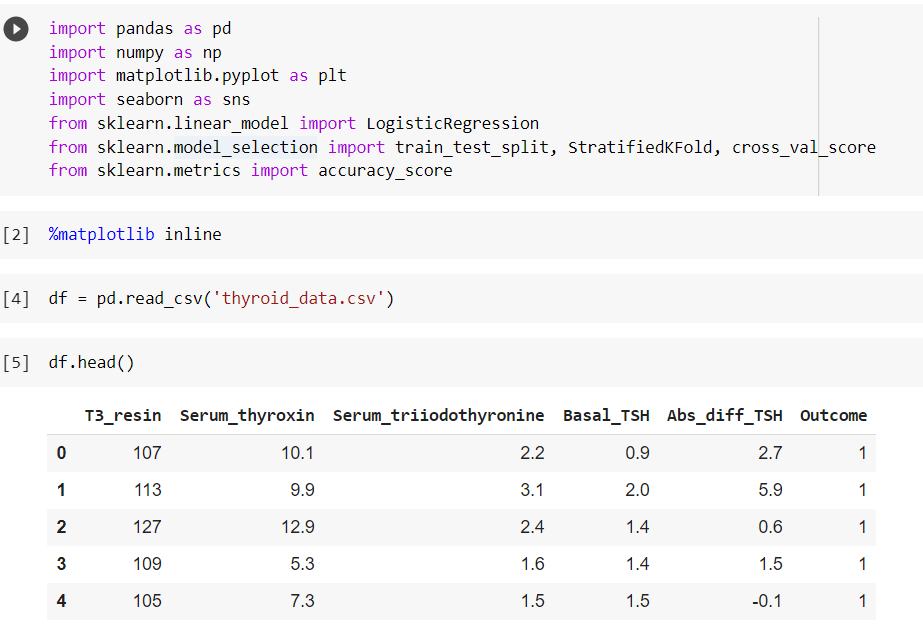 import pandas as pd
import numpy as np
import matplotlib.pyplot as plt
import seaborn as sns
from sklearn.linear_model import LogisticRegression
from sklearn.model_selection import train_test_split, StratifiedKFold, cross_val_score
from sklearn.metrics import accuracy_score
[2] %matplotlib inline
[4] df = pd.read_csv('thyroid_data.csv')
[5] df.head()
T3_resin Serum_thyroxin Serum_triiodothyronine Basal_TSH Abs_diff_TSH Outcome
0 107 10.1 2.2 0.9 2.7 1
1 113 9.9 3.1 2.0 5.9 1
2 127 12.9 2.4 1.4 0.6 1
3 109 5.3 1.6 1.4 1.5 1
4 105 7.3 1.5 1.5 -0.1 1